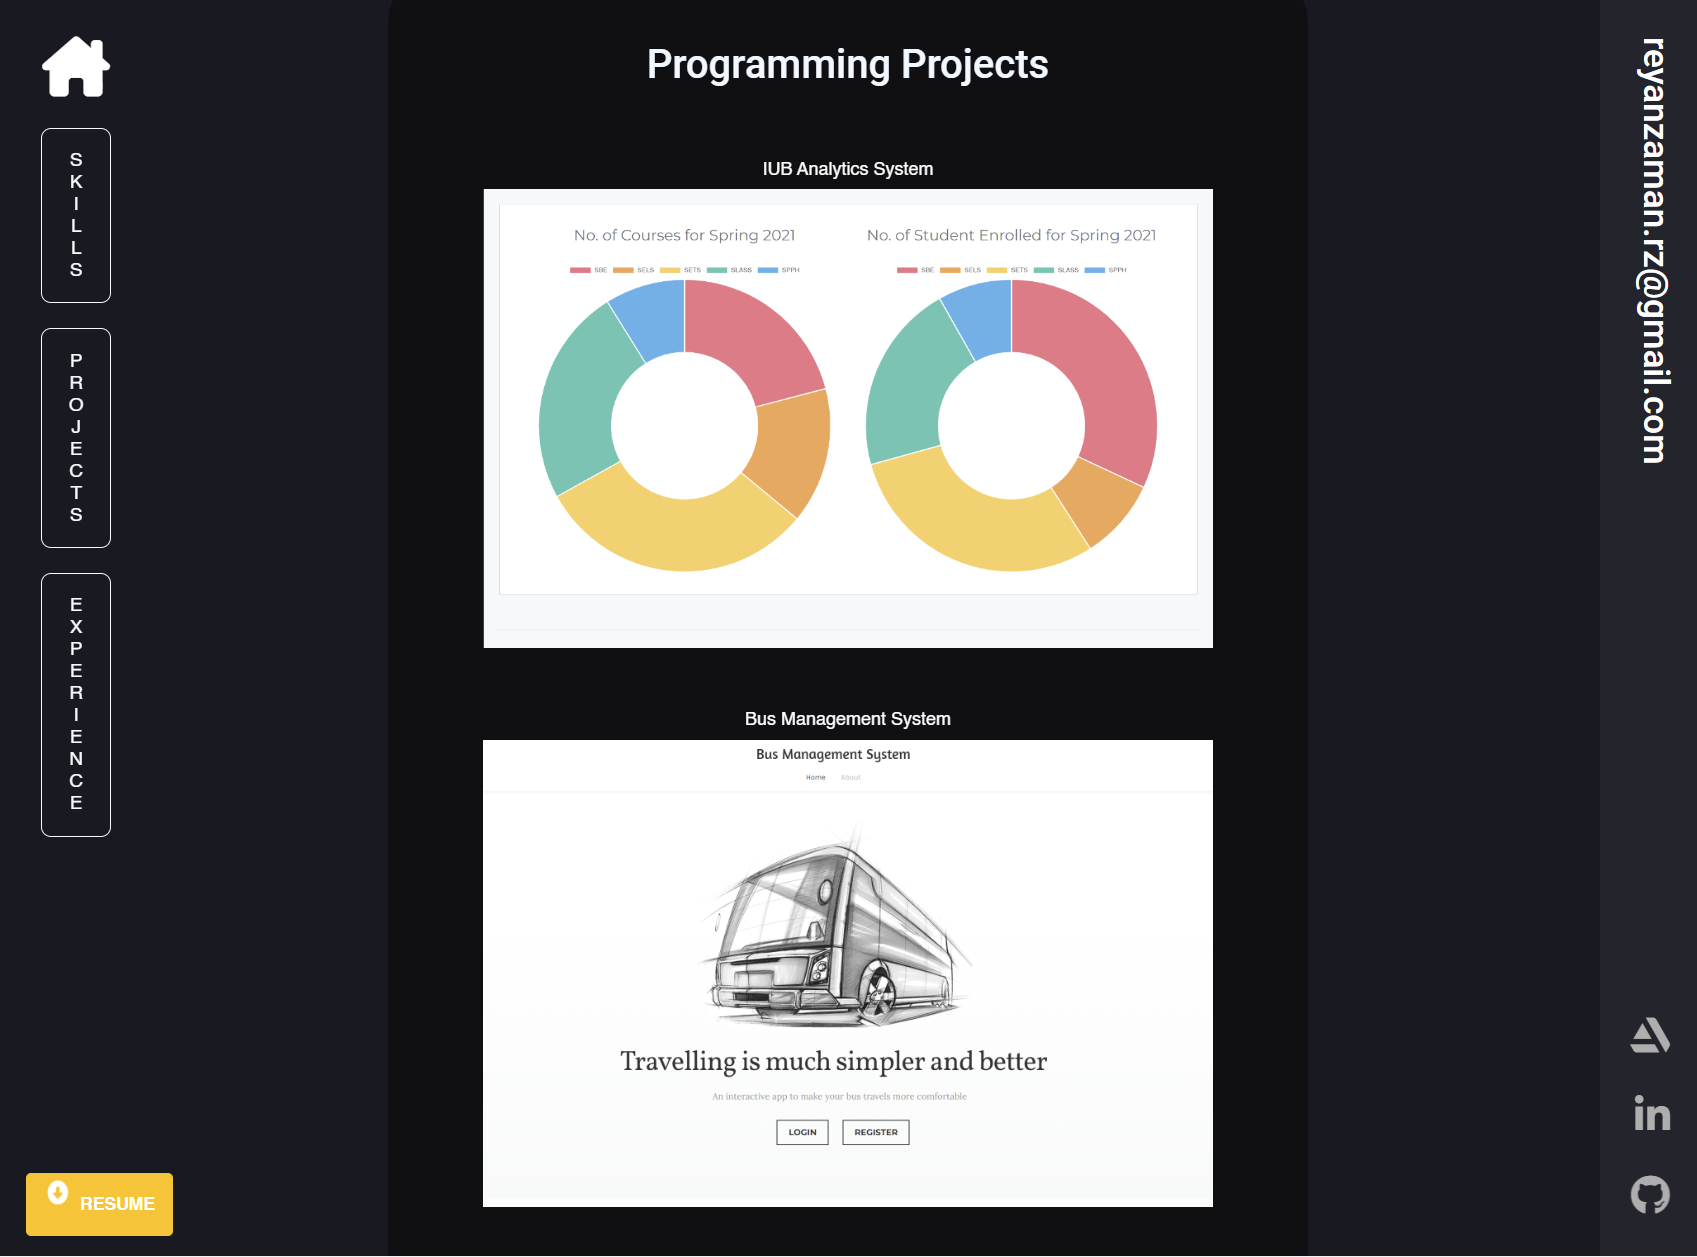 SKILLS
PROJECTS
EXPERIENCE
RESUME
Programming Projects
IUB Analytics System
No. of Courses for Spring 2021
SBE SELS SETS SLASS SPPH
No. of Student Enrolled for Spring 2021
SBE SELS SETS SLASS SPPH
Bus Management System
Bus Management System
Home About
Travelling is much simpler and better
An interactive app to make your bus travels more comfortable
LOGIN REGISTER
reyanzaman.rz@gmail.com
in